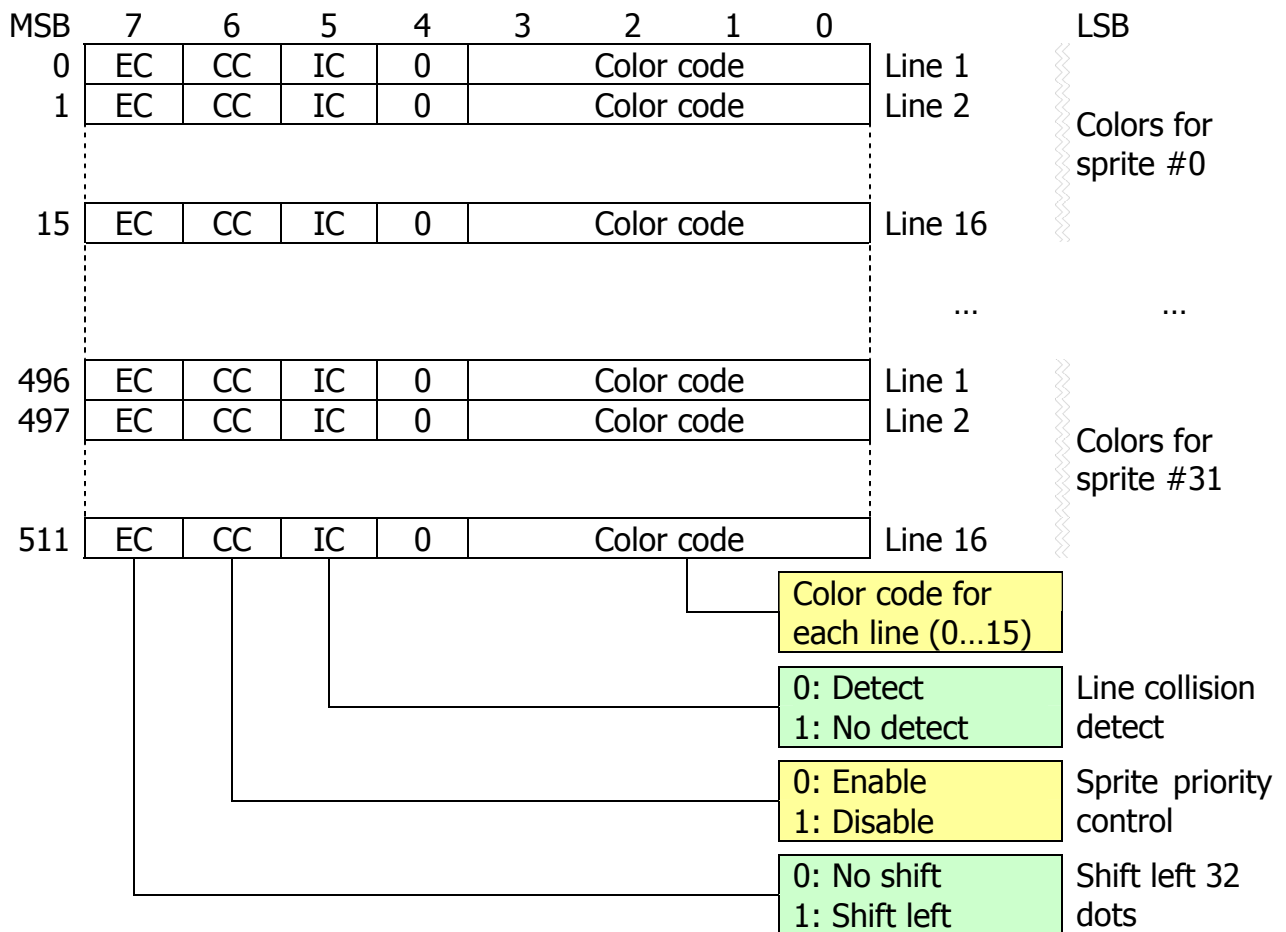 MSB 7 6 5 4 3 2 1 0 LSB
0 EC CC IC 0 Color code Line 1
1 EC CC IC 0 Color code Line 2
Colors for
sprite #0
15 EC CC IC 0 Color code Line 16
... ...
496 EC CC IC 0 Color code Line 1
497 EC CC IC 0 Color code Line 2
Colors for
sprite #31
511 EC CC IC 0 Color code Line 16
Color code for
each line (0...15)
0: Detect Line collision
1: No detect detect
0: Enable Sprite priority
1: Disable control
0: No shift Shift left 32
1: Shift left dots